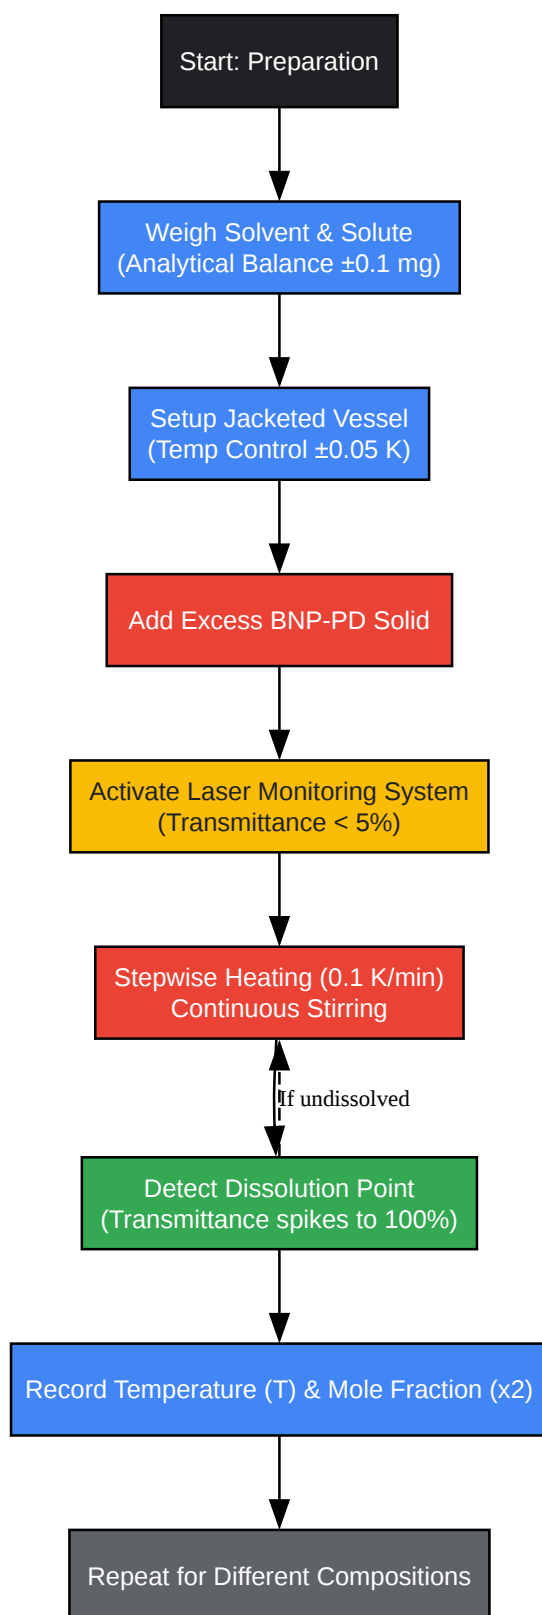 Start: Preparation
Weigh Solvent & Solute
(Analytical Balance ±0.1 mg)
Setup Jacketed Vessel
(Temp Control ±0.05 K)
Add Excess BNP-PD Solid
Activate Laser Monitoring System
(Transmittance < 5%)
Stepwise Heating (0.1 K/min)
Continuous Stirring
If undissolved
Detect Dissolution Point
(Transmittance spikes to 100%)
Record Temperature (T) & Mole Fraction (x2)
Repeat for Different Compositions